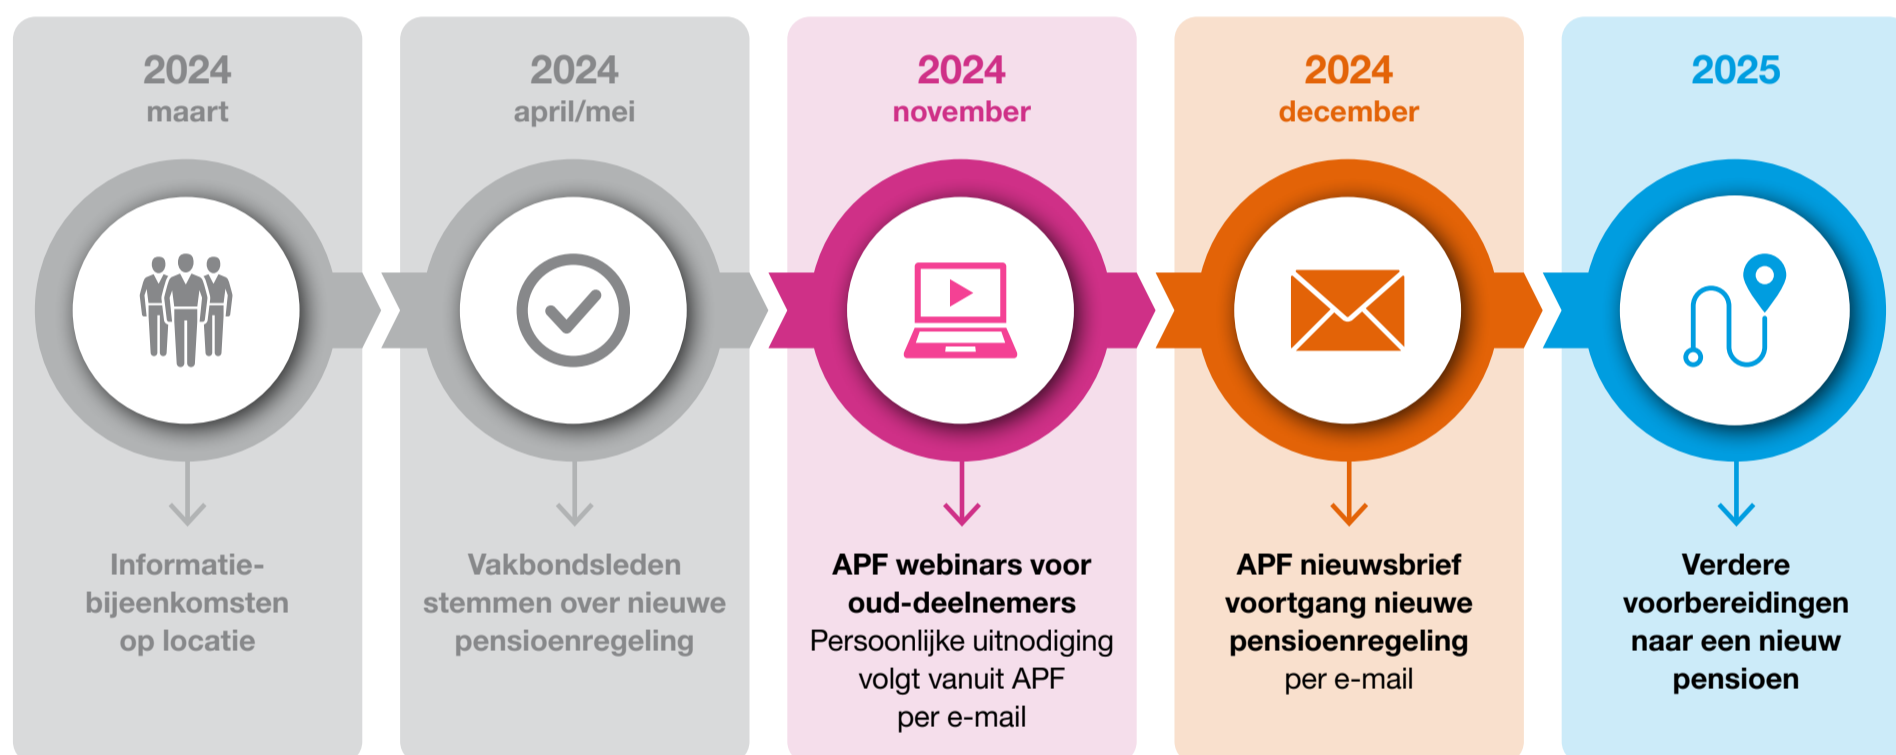 2024
maart
Informatie-
bijeenkomsten
op locatie
2024
april/mei
Vakbondsleden
stemmen over nieuwe
pensioenregeling
2024
november
APF webinars voor
oud-deelnemers
Persoonlijke uitnodiging
volgt vanuit APF
per e-mail
2024
december
APF nieuwsbrief
voortgang nieuwe
pensioenregeling
per e-mail
2025
Verdere
voorbereidingen
naar een nieuw
pensioen